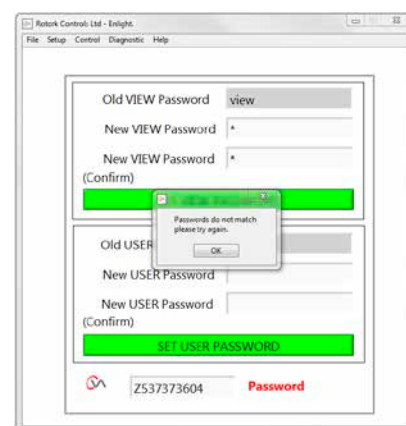 Rotork Controls Ltd - Enlight
File Setup Control Diagnostic Help
Old VIEW Password view
New VIEW Password *
New VIEW Password *
(Confirm)
Passwords do not match
please try again.
OK
Old USER
New USER Password
New USER Password
(Confirm)
SET USER PASSWORD
Z537373604 Password